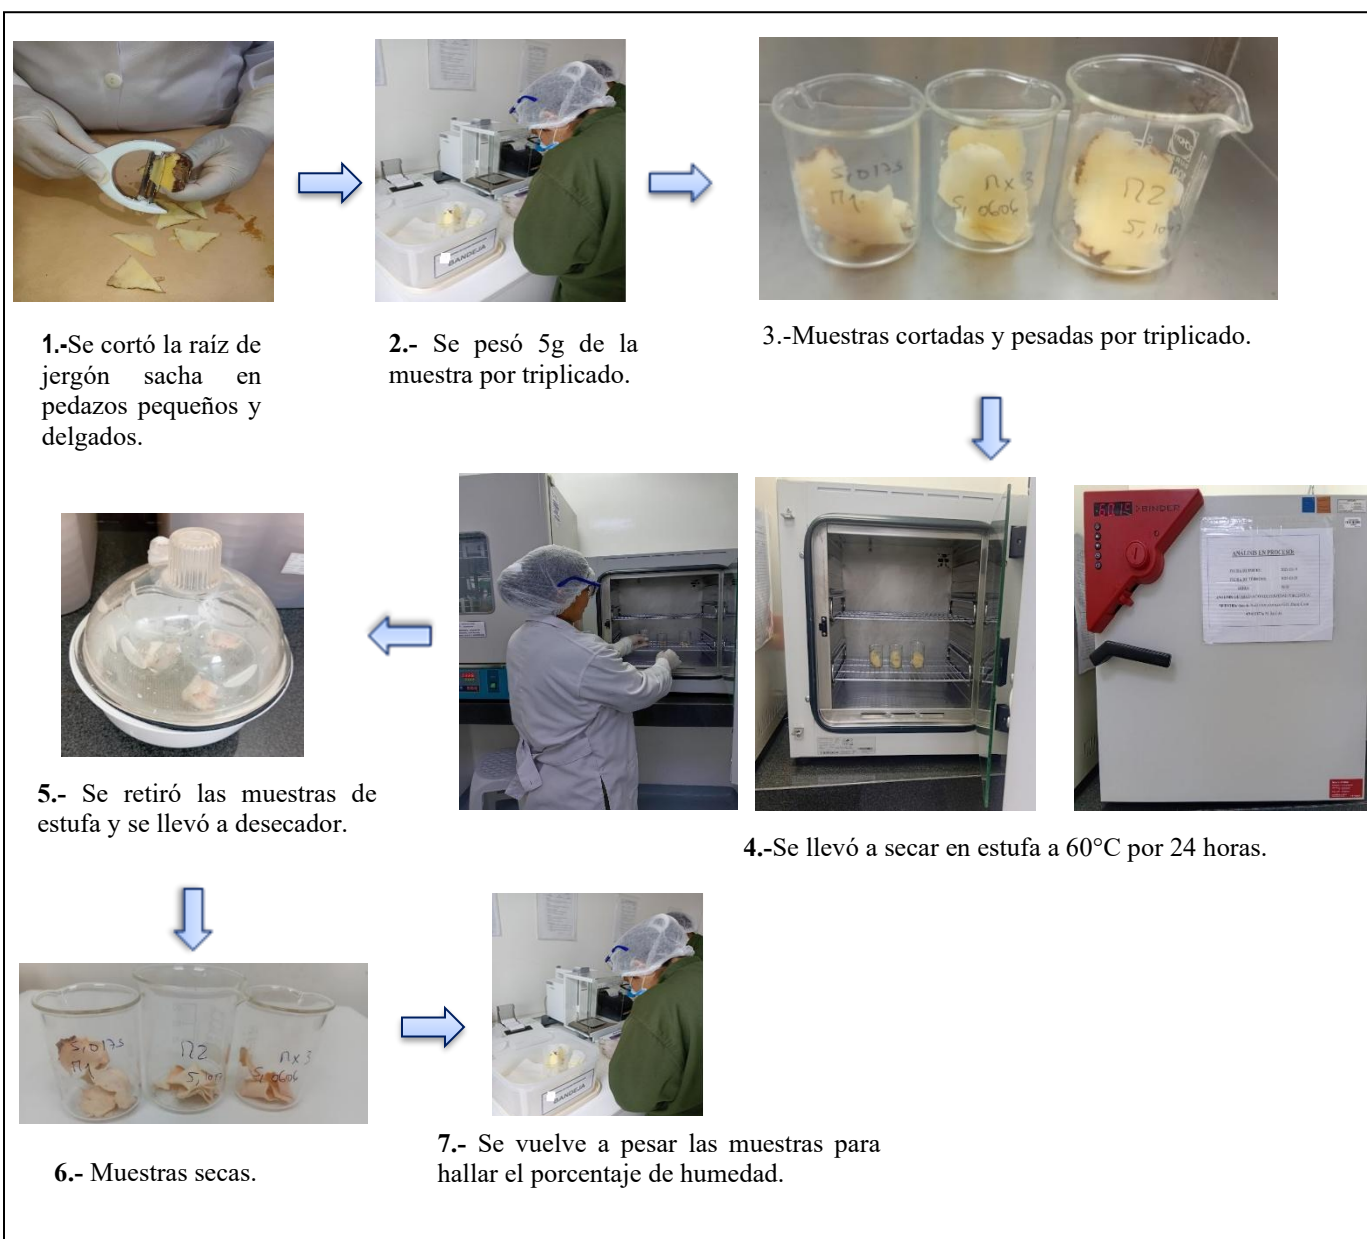 1.-Se cortó la raíz de
jergón sacha en
pedazos pequeños y
delgados.
BANDEJA
2.- Se pesó 5g de la
muestra por triplicado.
5,0173
M1
Mx3
5,0606
M2
3.-Muestras cortadas y pesadas por triplicado.
BINDER
ANÁLISIS EN PROCESO
4.-Se llevó a secar en estufa a 60°C por 24 horas.
5.- Se retiró las muestras de
estufa y se llevó a desecador.
5,0173
M1
M2
Mx3
5,0606
6.- Muestras secas.
BANDEJA
7.- Se vuelve a pesar las muestras para
hallar el porcentaje de humedad.